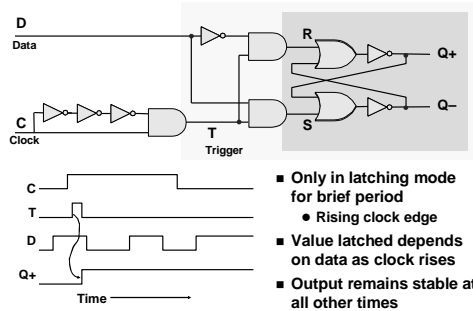 D
Data
R
Q+
Q–
C
Clock
T
S
Trigger
C
T
D
Q+
Time
■ Only in latching mode
for brief period
● Rising clock edge
■ Value latched depends
on data as clock rises
■ Output remains stable at
all other times